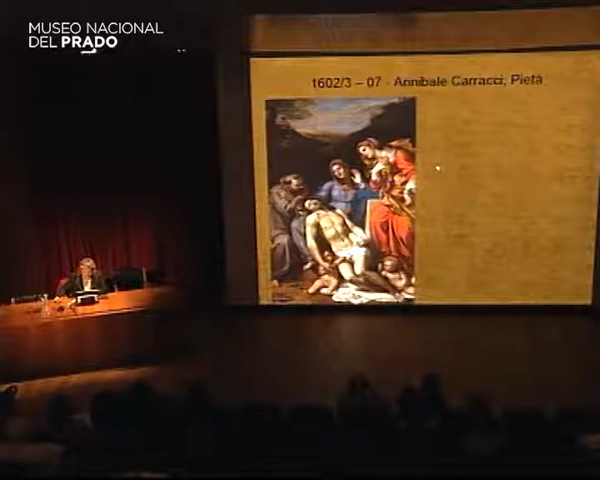 MUSEO NACIONAL
DEL PRADO
1602/3 – 07 - Annibale Carracci, Pietà